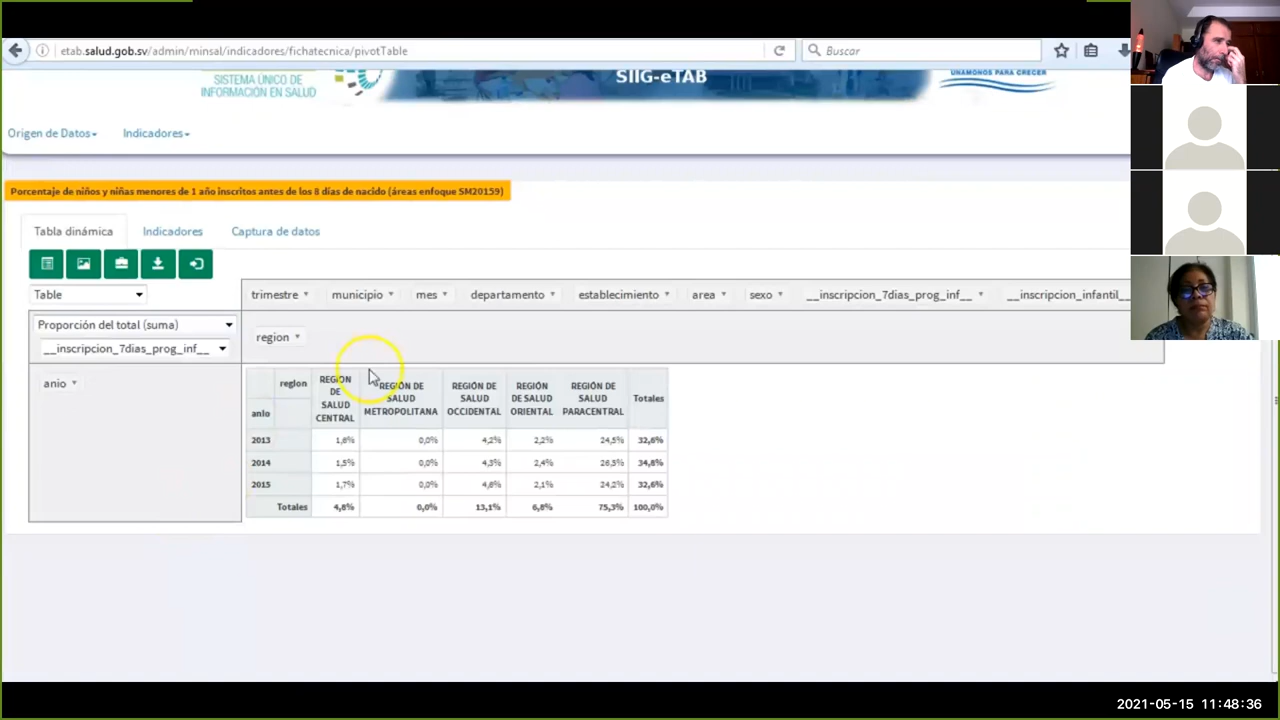 etab.salud.gob.sv/admin/minsal/indicadores/fichatecnica/pivotTable
Buscar
SISTEMA ÚNICO DE
INFORMACIÓN EN SALUD
SIIG-eTAB
UNÁMONOS PARA CRECER
Origen de Datos
Indicadores
Porcentaje de niños y niñas menores de 1 año inscritos antes de los 8 días de nacido (áreas enfoque SM20159)
Tabla dinámica
Indicadores
Captura de datos
Table
trimestre municipio mes departamento establecimiento area sexo __inscripcion_7dias_prog_inf__ __inscripcion_infantil__
Proporción del total (suma)
__inscripcion_7dias_prog_inf__
region
anio
region
anio
REGIÓN DE SALUD CENTRAL
REGIÓN DE SALUD METROPOLITANA
REGIÓN DE SALUD OCCIDENTAL
REGIÓN DE SALUD ORIENTAL
REGIÓN DE SALUD PARACENTRAL
Totales
2013 1,6% 0,0% 4,2% 2,2% 24,5% 32,6%
2014 1,5% 0,0% 4,3% 2,4% 26,5% 34,8%
2015 1,7% 0,0% 4,6% 2,1% 24,2% 32,6%
Totales 4,8% 0,0% 13,1% 6,8% 75,3% 100,0%
2021-05-15 11:48:36